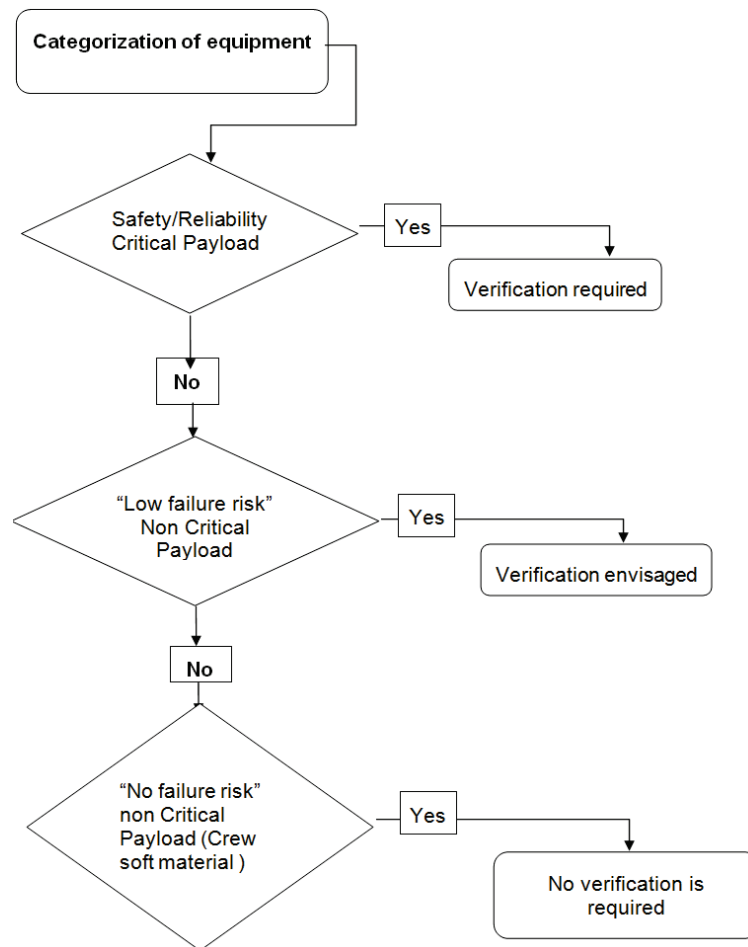 Categorization of equipment
Safety/Reliability
Critical Payload
Yes
Verification required
No
“Low failure risk”
Non Critical
Payload
Yes
Verification envisaged
No
“No failure risk”
non Critical
Payload (Crew
soft material )
Yes
No verification is
required